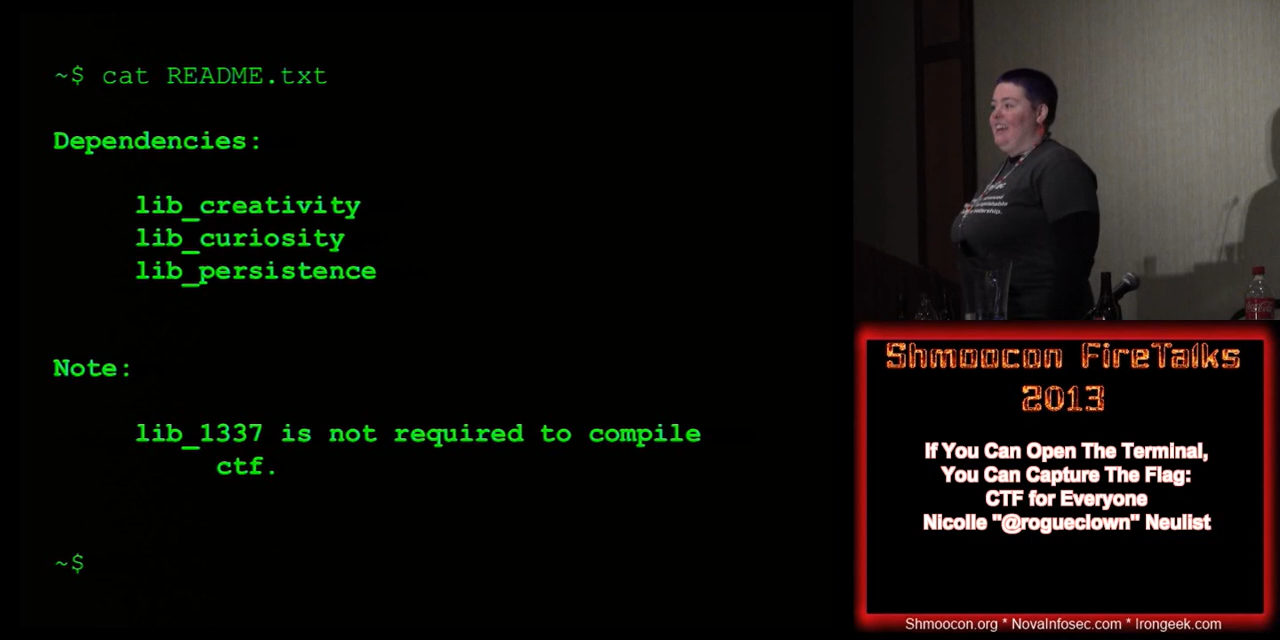 ~$ cat README.txt
Dependencies:
lib_creativity
lib_curiosity
lib_persistence
Note:
lib_1337 is not required to compile
ctf.
~$
Shmoocon FireTalks
2013
If You Can Open The Terminal,
You Can Capture The Flag:
CTF for Everyone
Nicolle "@rogueclown" Neulist
Shmoocon.org * NovaInfosec.com * Irongeek.com